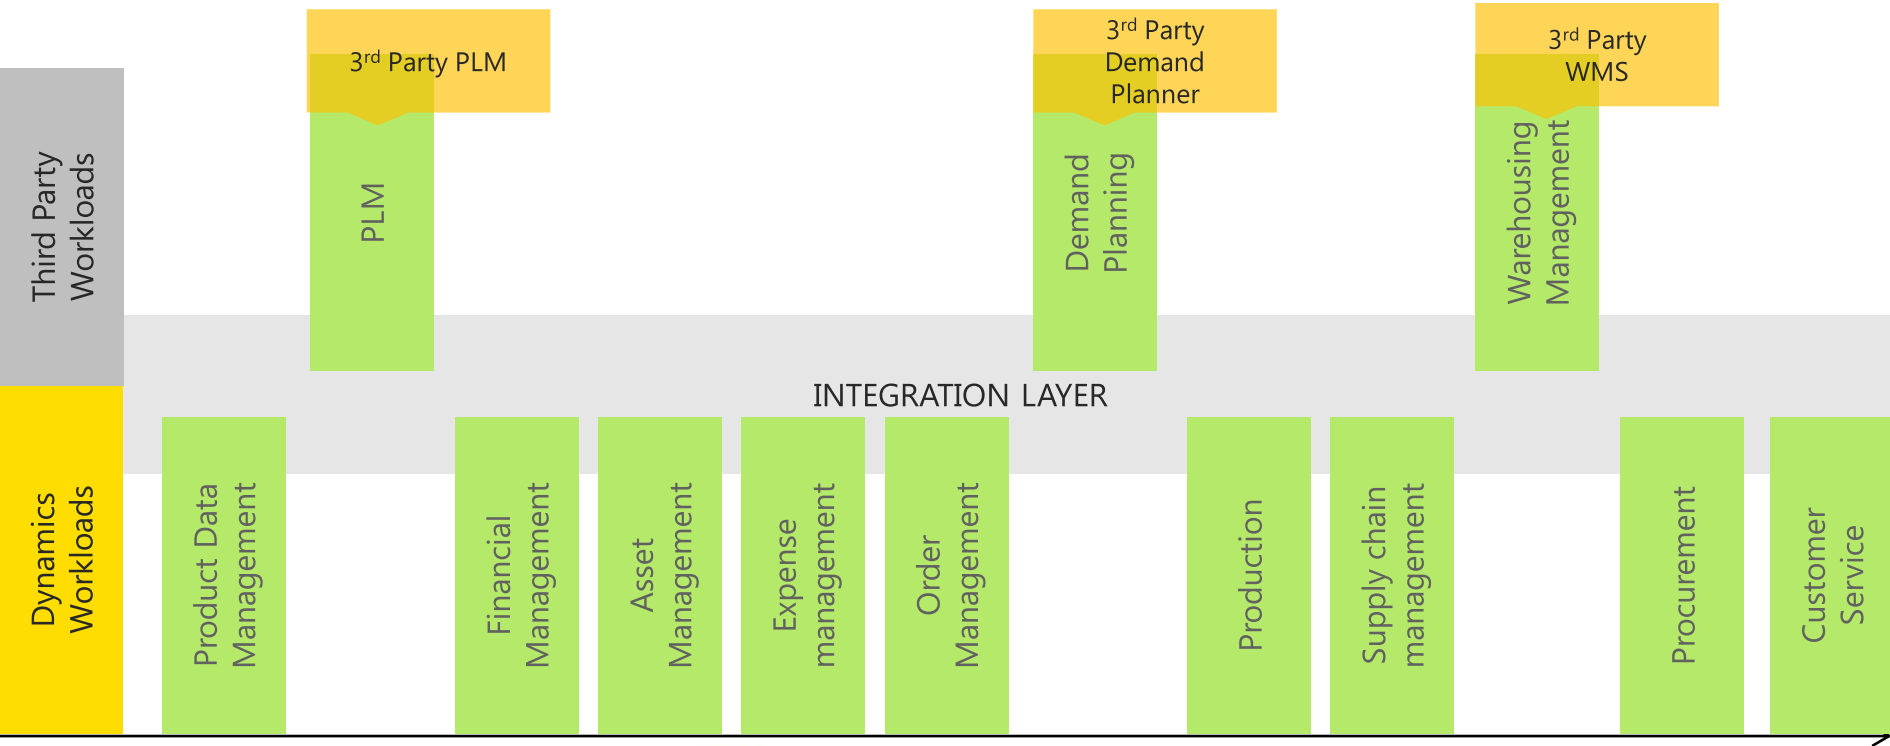 3rd Party PLM
3rd Party
Demand
Planner
3rd Party
WMS
Third Party
Workloads
PLM
Demand
Planning
Warehousing
Management
INTEGRATION LAYER
Dynamics
Workloads
Product Data
Management
Financial
Management
Asset
Management
Expense
management
Order
Management
Production
Supply chain
management
Procurement
Customer
Service